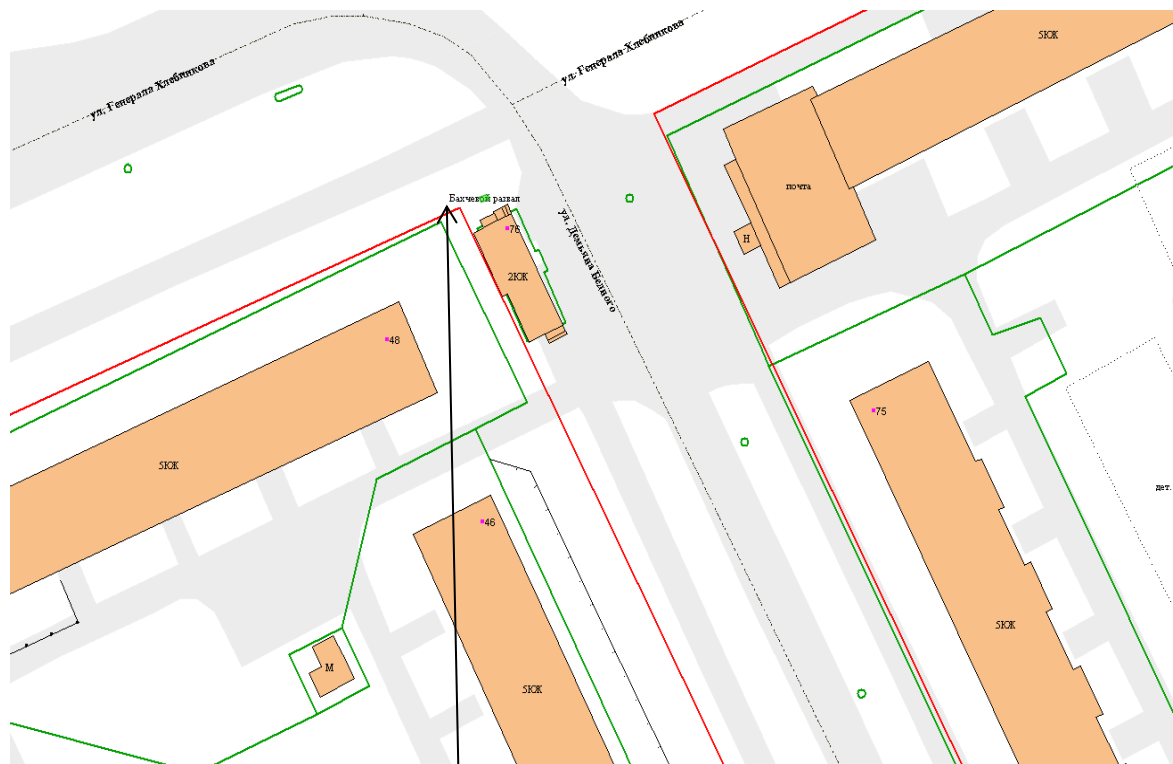 ул. Генерала Хлебникова
ул. Генерала Хлебникова
5КЖ
почта
Н
Бахчевой развал
76
2КЖ
ул. Демьяна Бедного
48
75
5КЖ
46
дет.
5КЖ
М
5КЖ